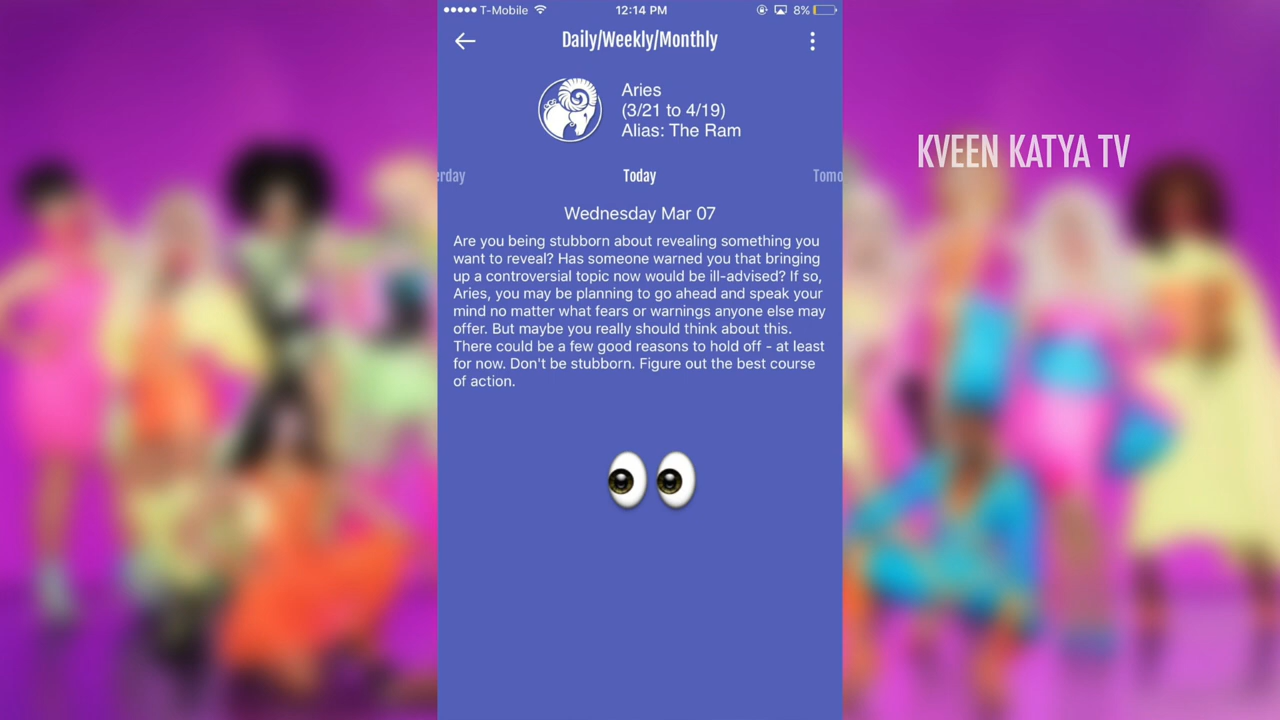 T-Mobile 12:14 PM 8%
Daily/Weekly/Monthly
Aries
(3/21 to 4/19)
Alias: The Ram
KVEEN KATYA TV
erday Today Tomo
Wednesday Mar 07
Are you being stubborn about revealing something you
want to reveal? Has someone warned you that bringing
up a controversial topic now would be ill-advised? If so,
Aries, you may be planning to go ahead and speak your
mind no matter what fears or warnings anyone else may
offer. But maybe you really should think about this.
There could be a few good reasons to hold off - at least
for now. Don't be stubborn. Figure out the best course
of action.